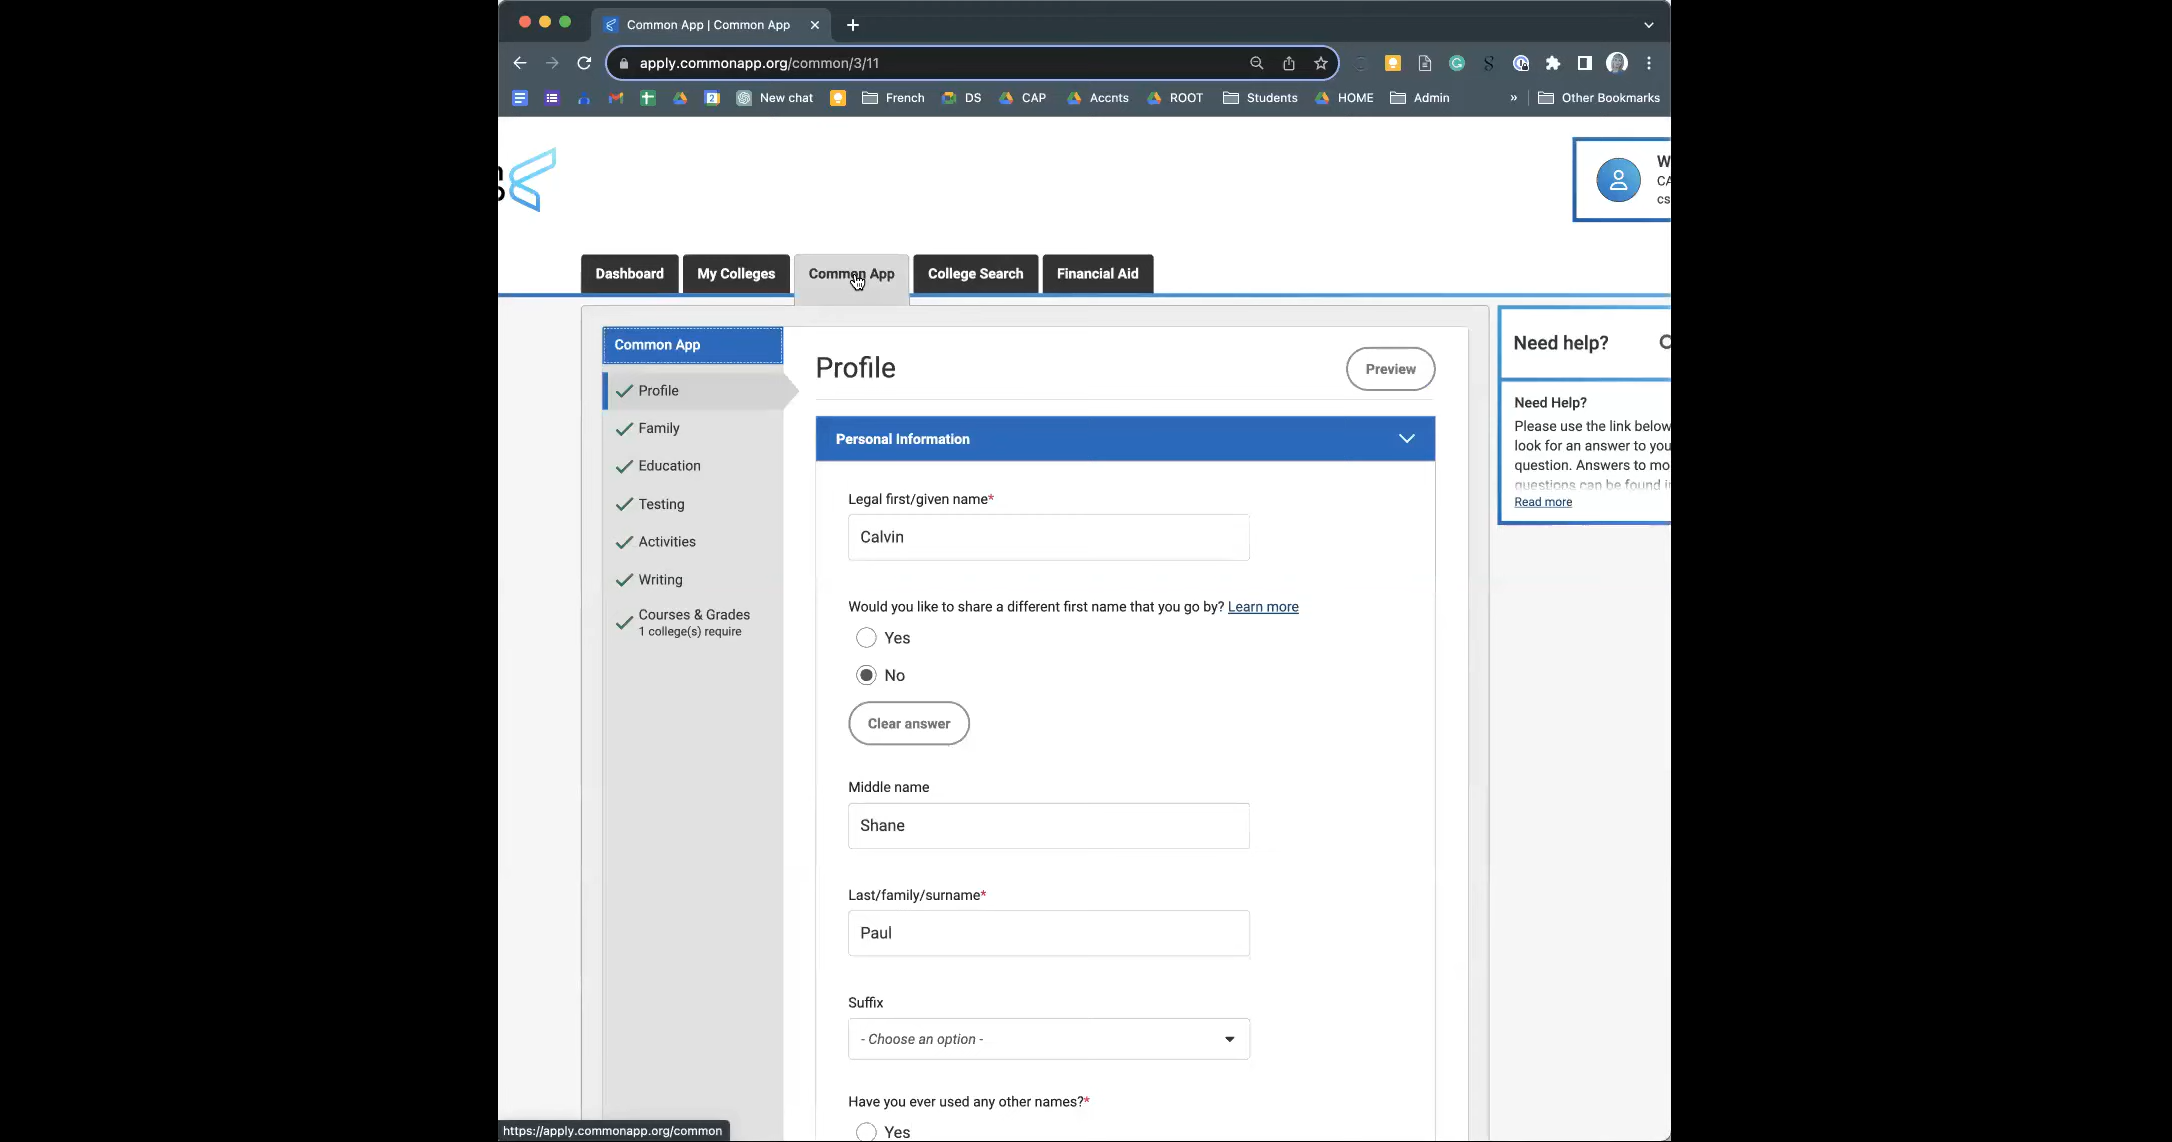 Common App | Common App
apply.commonapp.org/common/3/11
New chat French DS CAP Accnts ROOT Students HOME Admin » Other Bookmarks
W
CA
cs
Dashboard My Colleges Common App College Search Financial Aid
Common App
Profile
Family
Education
Testing
Activities
Writing
Courses & Grades
1 college(s) require
Profile
Preview
Personal Information
Legal first/given name*
Calvin
Would you like to share a different first name that you go by? Learn more
Yes
No
Clear answer
Middle name
Shane
Last/family/surname*
Paul
Suffix
- Choose an option -
Have you ever used any other names?*
Yes
Need help?
Need Help?
Please use the link below
look for an answer to you
question. Answers to mo
questions can be found i
Read more
https://apply.commonapp.org/common